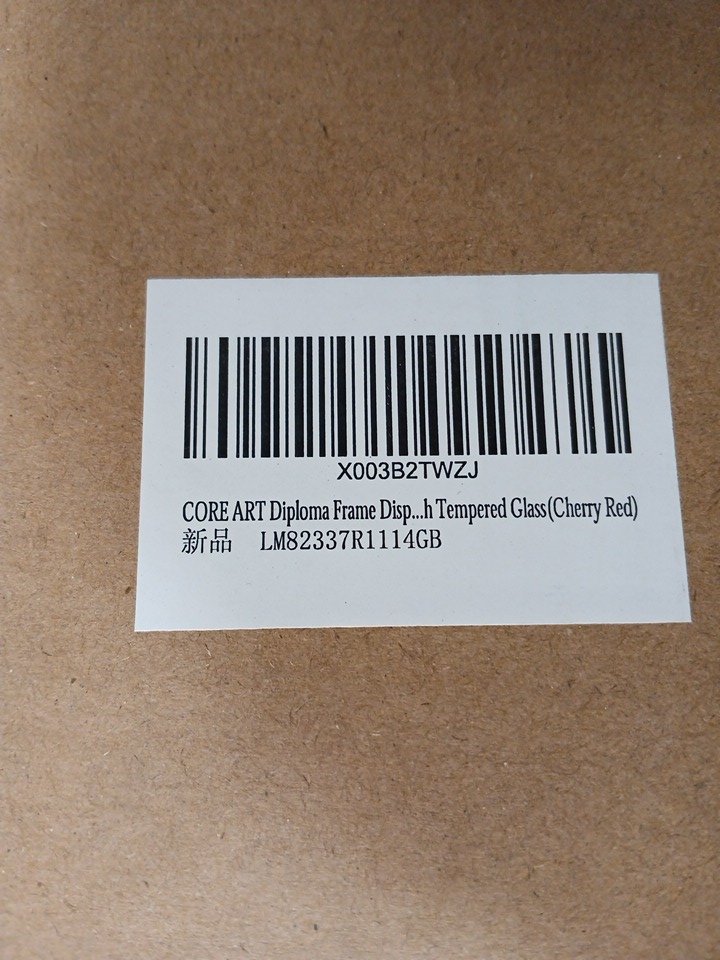 X003B2TWZJ
CORE ART Diploma Frame Disp...h Tempered Glass(Cherry Red)
新品 LM82337R1114GB